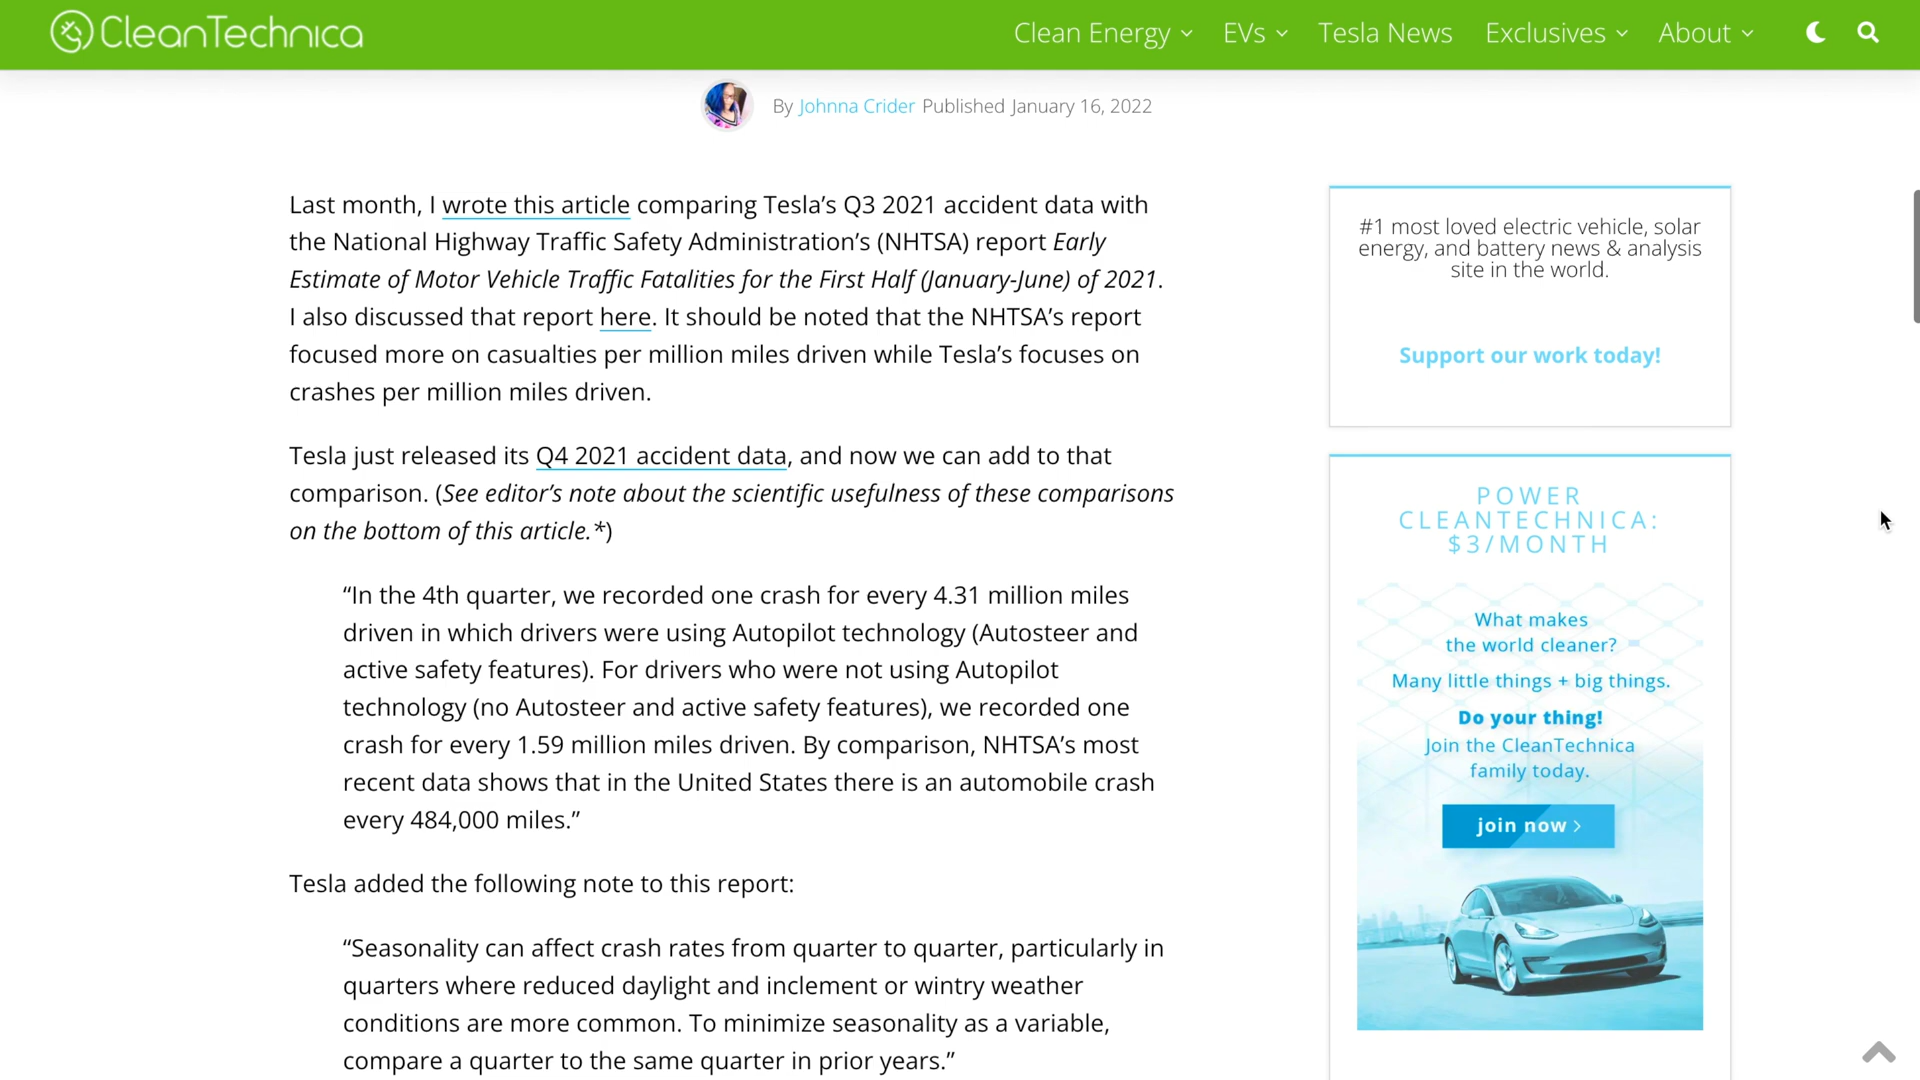 CleanTechnica
Clean Energy EVs Tesla News Exclusives About
By Johnna Crider Published January 16, 2022
Last month, I wrote this article comparing Tesla’s Q3 2021 accident data with
the National Highway Traffic Safety Administration’s (NHTSA) report Early
Estimate of Motor Vehicle Traffic Fatalities for the First Half (January-June) of 2021.
I also discussed that report here. It should be noted that the NHTSA’s report
focused more on casualties per million miles driven while Tesla’s focuses on
crashes per million miles driven.
Tesla just released its Q4 2021 accident data, and now we can add to that
comparison. (See editor’s note about the scientific usefulness of these comparisons
on the bottom of this article.*)
“In the 4th quarter, we recorded one crash for every 4.31 million miles
driven in which drivers were using Autopilot technology (Autosteer and
active safety features). For drivers who were not using Autopilot
technology (no Autosteer and active safety features), we recorded one
crash for every 1.59 million miles driven. By comparison, NHTSA’s most
recent data shows that in the United States there is an automobile crash
every 484,000 miles.”
Tesla added the following note to this report:
“Seasonality can affect crash rates from quarter to quarter, particularly in
quarters where reduced daylight and inclement or wintry weather
conditions are more common. To minimize seasonality as a variable,
compare a quarter to the same quarter in prior years.”
#1 most loved electric vehicle, solar
energy, and battery news & analysis
site in the world.
Support our work today!
POWER
CLEANTECHNICA:
$3/MONTH
What makes
the world cleaner?
Many little things + big things.
Do your thing!
Join the CleanTechnica
family today.
join now >